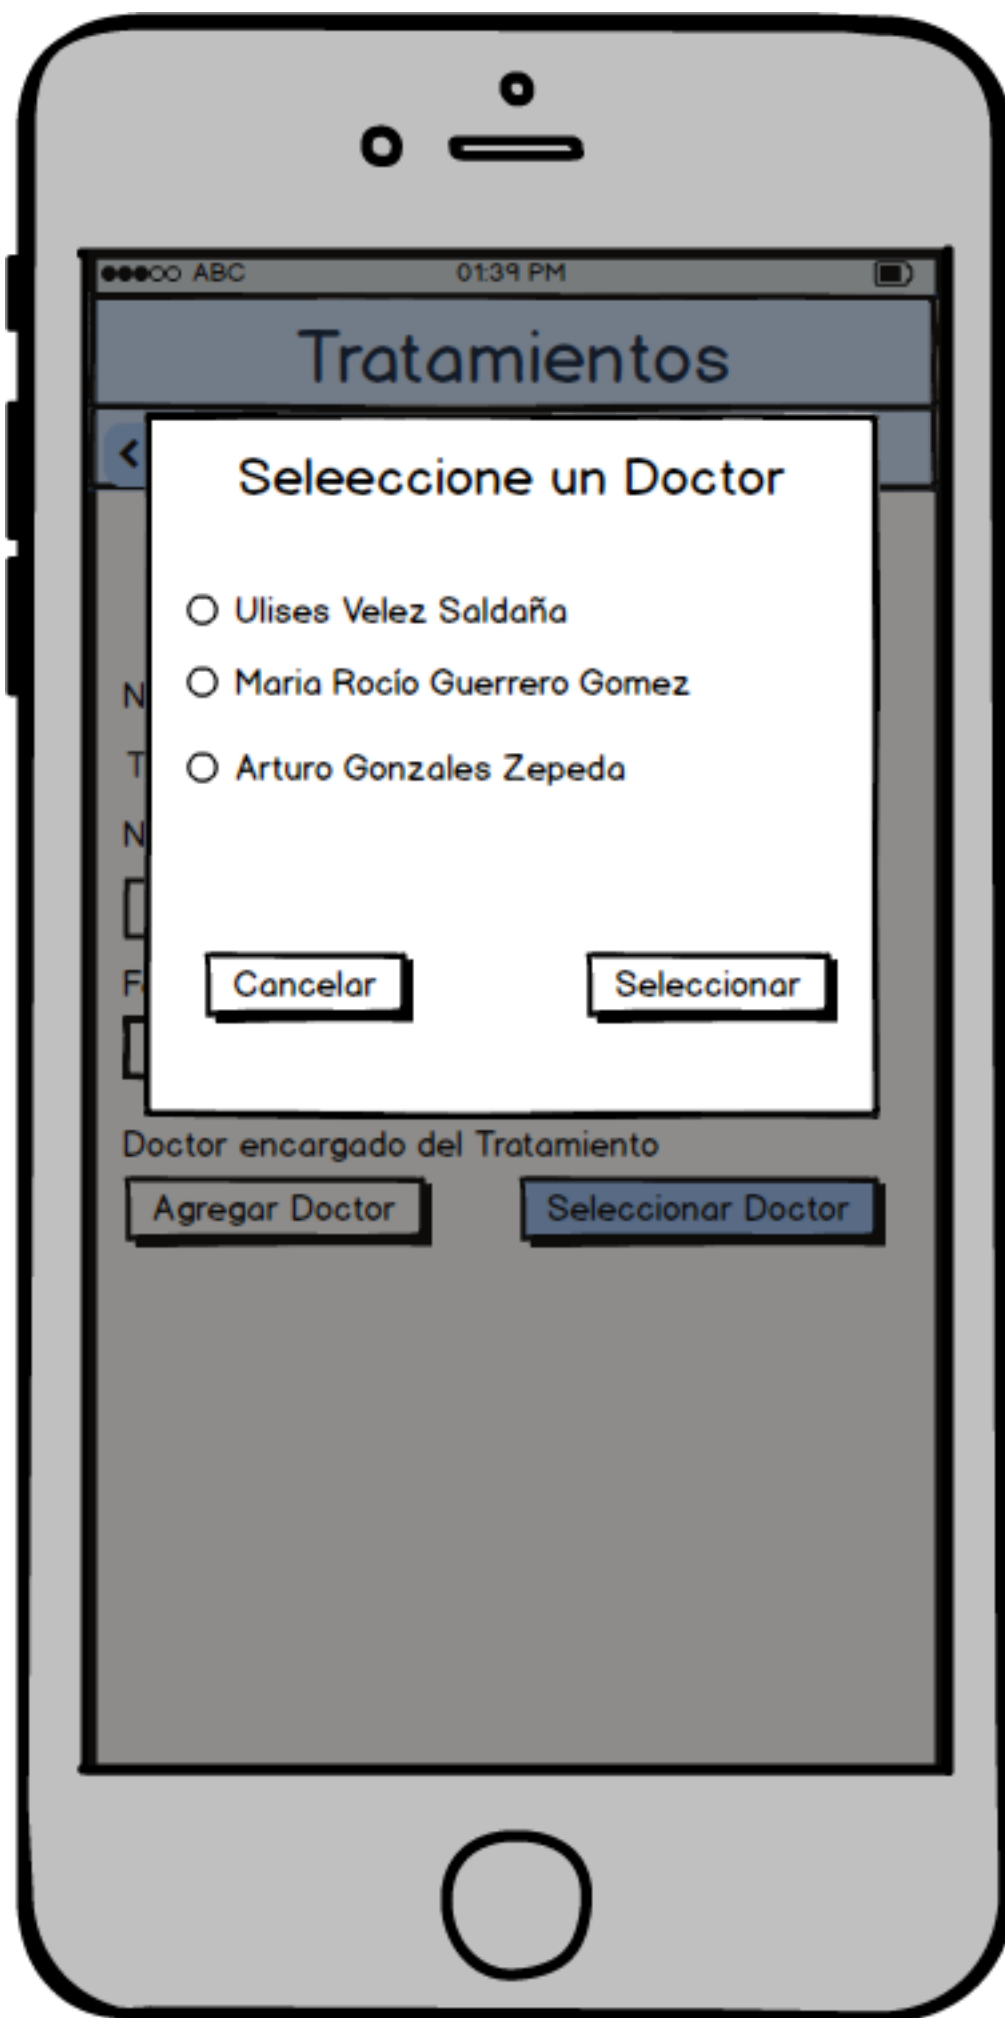 ABC 01:39 PM
Tratamientos
Seleeccione un Doctor
Ulises Velez Saldaña
Maria Rocío Guerrero Gomez
Arturo Gonzales Zepeda
Cancelar Seleccionar
Doctor encargado del Tratamiento
Agregar Doctor Seleccionar Doctor